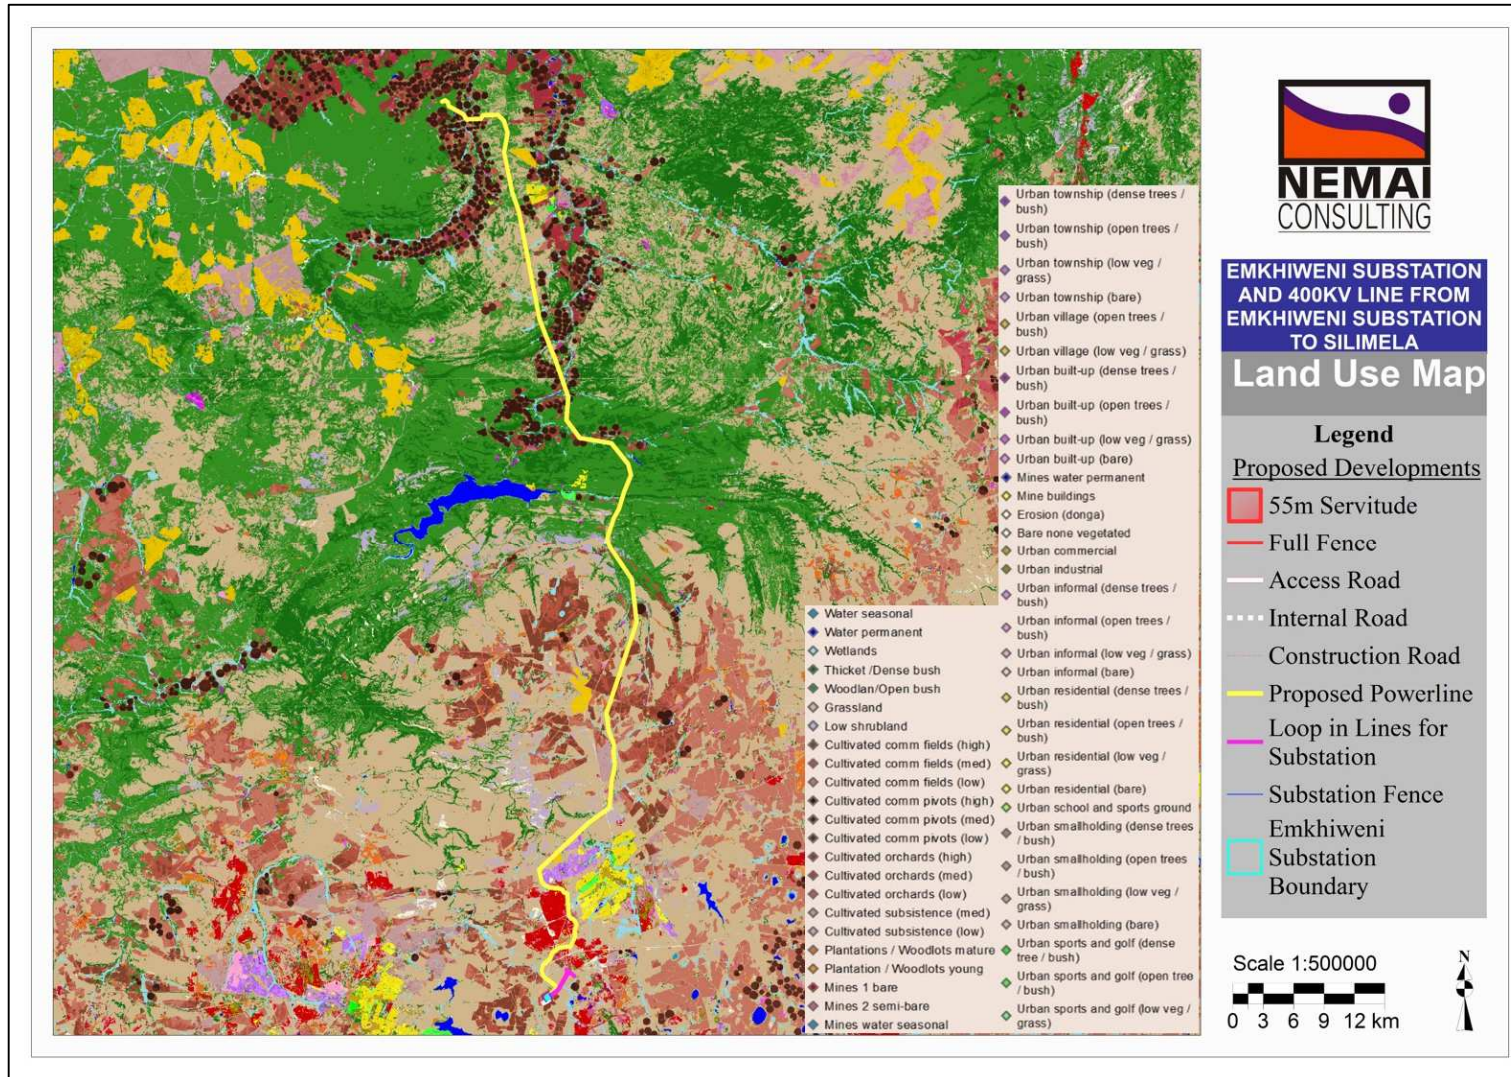 NEMAI
CONSULTING
EMKHIWENI SUBSTATION
AND 400KV LINE FROM
EMKHIWENI SUBSTATION
TO SILIMELA
Land Use Map
Legend
Proposed Developments
55m Servitude
Full Fence
Access Road
Internal Road
Construction Road
Proposed Powerline
Loop in Lines for
Substation
Substation Fence
Emkhiweni
Substation
Boundary
Scale 1:500000
N
0 3 6 9 12 km
Water seasonal
Water permanent
Wetlands
Thicket /Dense bush
Woodlan/Open bush
Grassland
Low shrubland
Cultivated comm fields (high)
Cultivated comm fields (med)
Cultivated comm fields (low)
Cultivated comm pivots (high)
Cultivated comm pivots (med)
Cultivated comm pivots (low)
Cultivated orchards (high)
Cultivated orchards (med)
Cultivated orchards (low)
Cultivated subsistence (med)
Cultivated subsistence (low)
Plantations / Woodlots mature
Plantation / Woodlots young
Mines 1 bare
Mines 2 semi-bare
Mines water seasonal
Urban township (dense trees /
bush)
Urban township (open trees /
bush)
Urban township (low veg /
grass)
Urban township (bare)
Urban village (open trees /
bush)
Urban village (low veg / grass)
Urban built-up (dense trees /
bush)
Urban built-up (open trees /
bush)
Urban built-up (low veg / grass)
Urban built-up (bare)
Mines water permanent
Mine buildings
Erosion (donga)
Bare none vegetated
Urban commercial
Urban industrial
Urban informal (dense trees /
bush)
Urban informal (open trees /
bush)
Urban informal (low veg / grass)
Urban informal (bare)
Urban residential (dense trees /
bush)
Urban residential (open trees /
bush)
Urban residential (low veg /
grass)
Urban residential (bare)
Urban school and sports ground
Urban smallholding (dense trees
/ bush)
Urban smallholding (open trees
/ bush)
Urban smallholding (low veg /
grass)
Urban smallholding (bare)
Urban sports and golf (dense
tree / bush)
Urban sports and golf (open tree
/ bush)
Urban sports and golf (low veg /
grass)